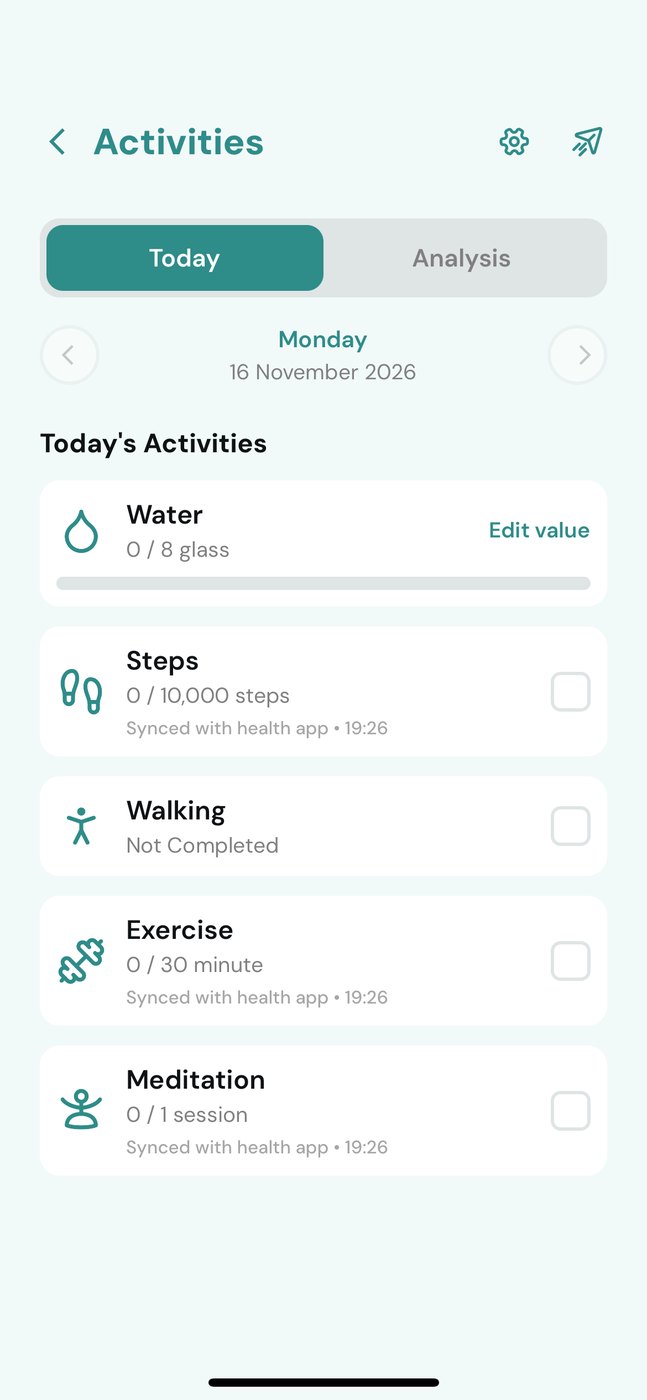 Activities
Today
Analysis
Monday
16 November 2026
Today's Activities
Water
0 / 8 glass
Edit value
Steps
0 / 10,000 steps
Synced with health app • 19:26
Walking
Not Completed
Exercise
0 / 30 minute
Synced with health app • 19:26
Meditation
0 / 1 session
Synced with health app • 19:26